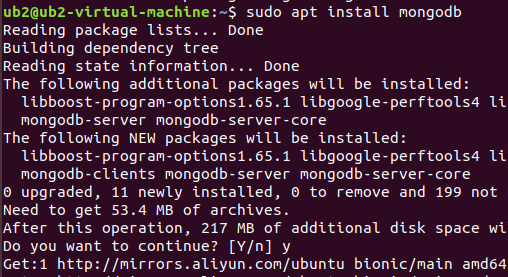 ub2@ub2-virtual-machine:~$ sudo apt install mongodb
Reading package lists... Done
Building dependency tree
Reading state information... Done
The following additional packages will be installed:
  libboost-program-options1.65.1 libgoogle-perftools4 li
  mongodb-server mongodb-server-core
The following NEW packages will be installed:
  libboost-program-options1.65.1 libgoogle-perftools4 li
  mongodb-clients mongodb-server mongodb-server-core
0 upgraded, 11 newly installed, 0 to remove and 199 not
Need to get 53.4 MB of archives.
After this operation, 217 MB of additional disk space wi
Do you want to continue? [Y/n] y
Get:1 http://mirrors.aliyun.com/ubuntu bionic/main amd64